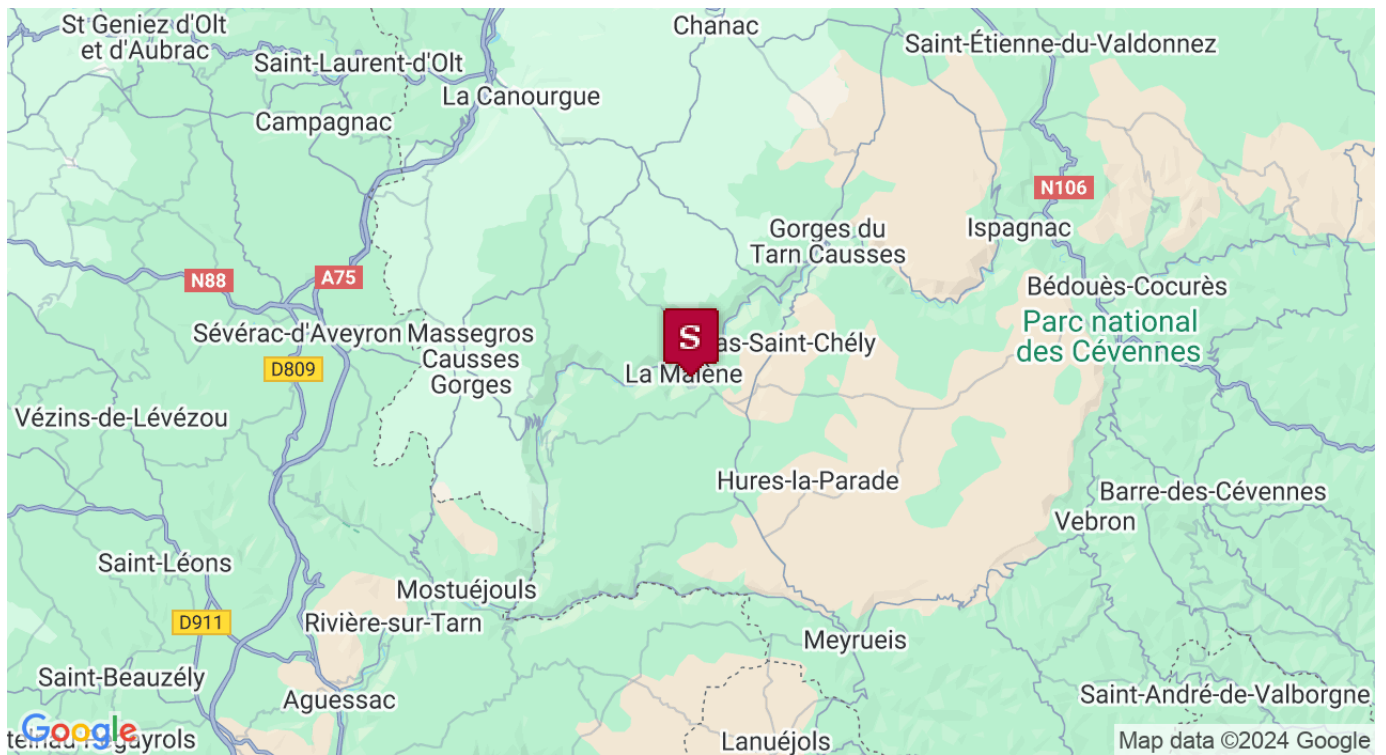 St Geniez d'Olt
et d'Aubrac
Chanac
Saint-Étienne-du-Valdonnez
Saint-Laurent-d'Olt
La Canourgue
Campagnac
N106
Gorges du
Tarn Causses
Ispagnac
N88
A75
Bédouès-Cocurès
Sévérac-d'Aveyron
Massegros
Causses
Gorges
S
as-Saint-Chély
Parc national
des Cévennes
D809
La Malène
Vézins-de-Lévézou
Hures-la-Parade
Barre-des-Cévennes
Vebron
Saint-Léons
Mostuéjouls
D911
Rivière-sur-Tarn
Meyrueis
Saint-Beauzély
Aguessac
Saint-André-de-Valborgne
Google
Lanuéjols
Map data ©2024 Google